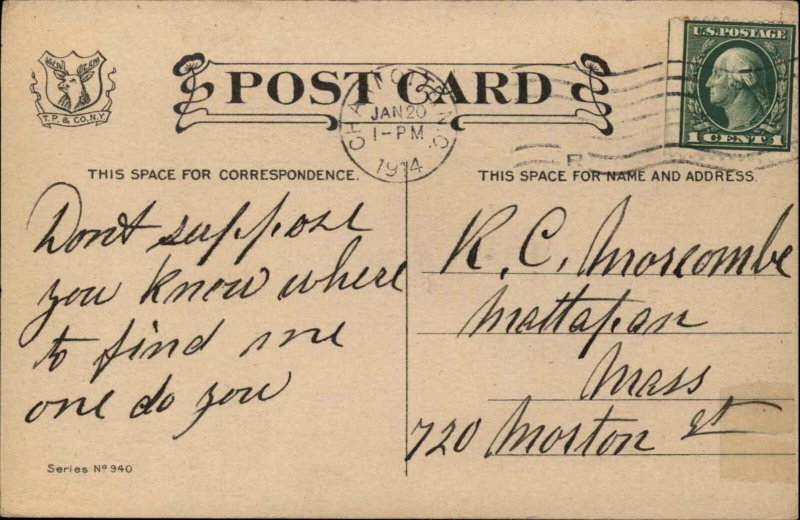 T.P. & CO. N.Y.
POST CARD
JAN 20
1-PM
1914
U.S. POSTAGE
1 CENT 1
THIS SPACE FOR CORRESPONDENCE.
THIS SPACE FOR NAME AND ADDRESS.
Dont suppose
you know where
to find me
one do you
R. C. Morcombe
Mattapan
Mass
720 Morton St
Series Nº 940